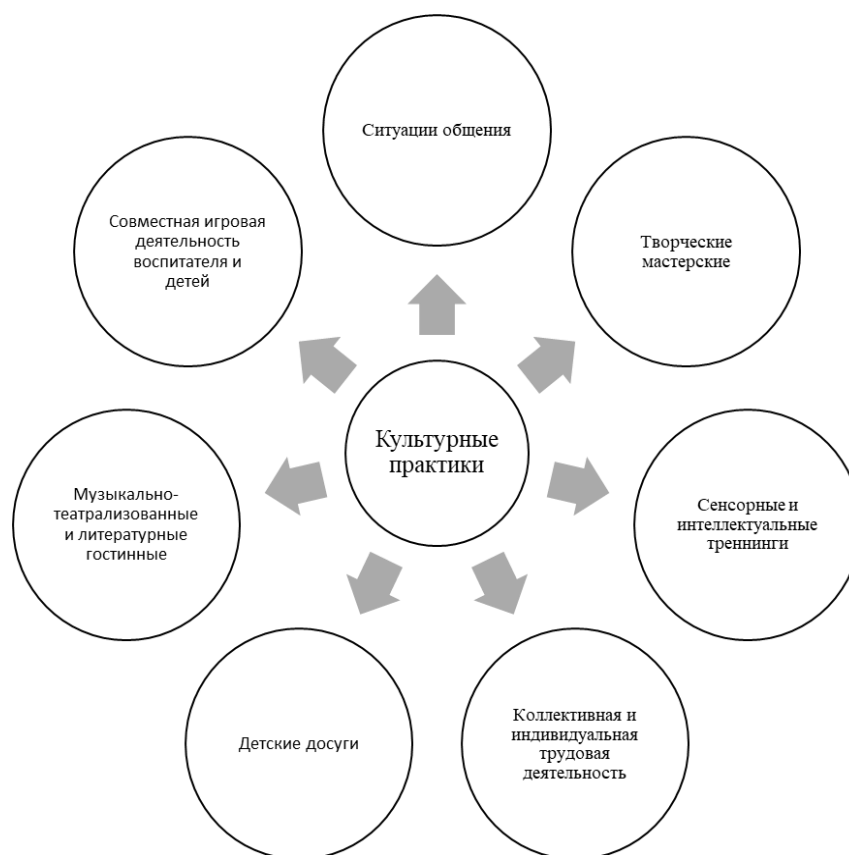 Ситуации общения
Творческие
мастерские
Сенсорные и
интеллектуальные
треннинги
Коллективная и
индивидуальная
трудовая
деятельность
Детские досуги
Музыкально-
театрализованные
и литературные
гостинные
Совместная игровая
деятельность
воспитателя и
детей
Культурные
практики